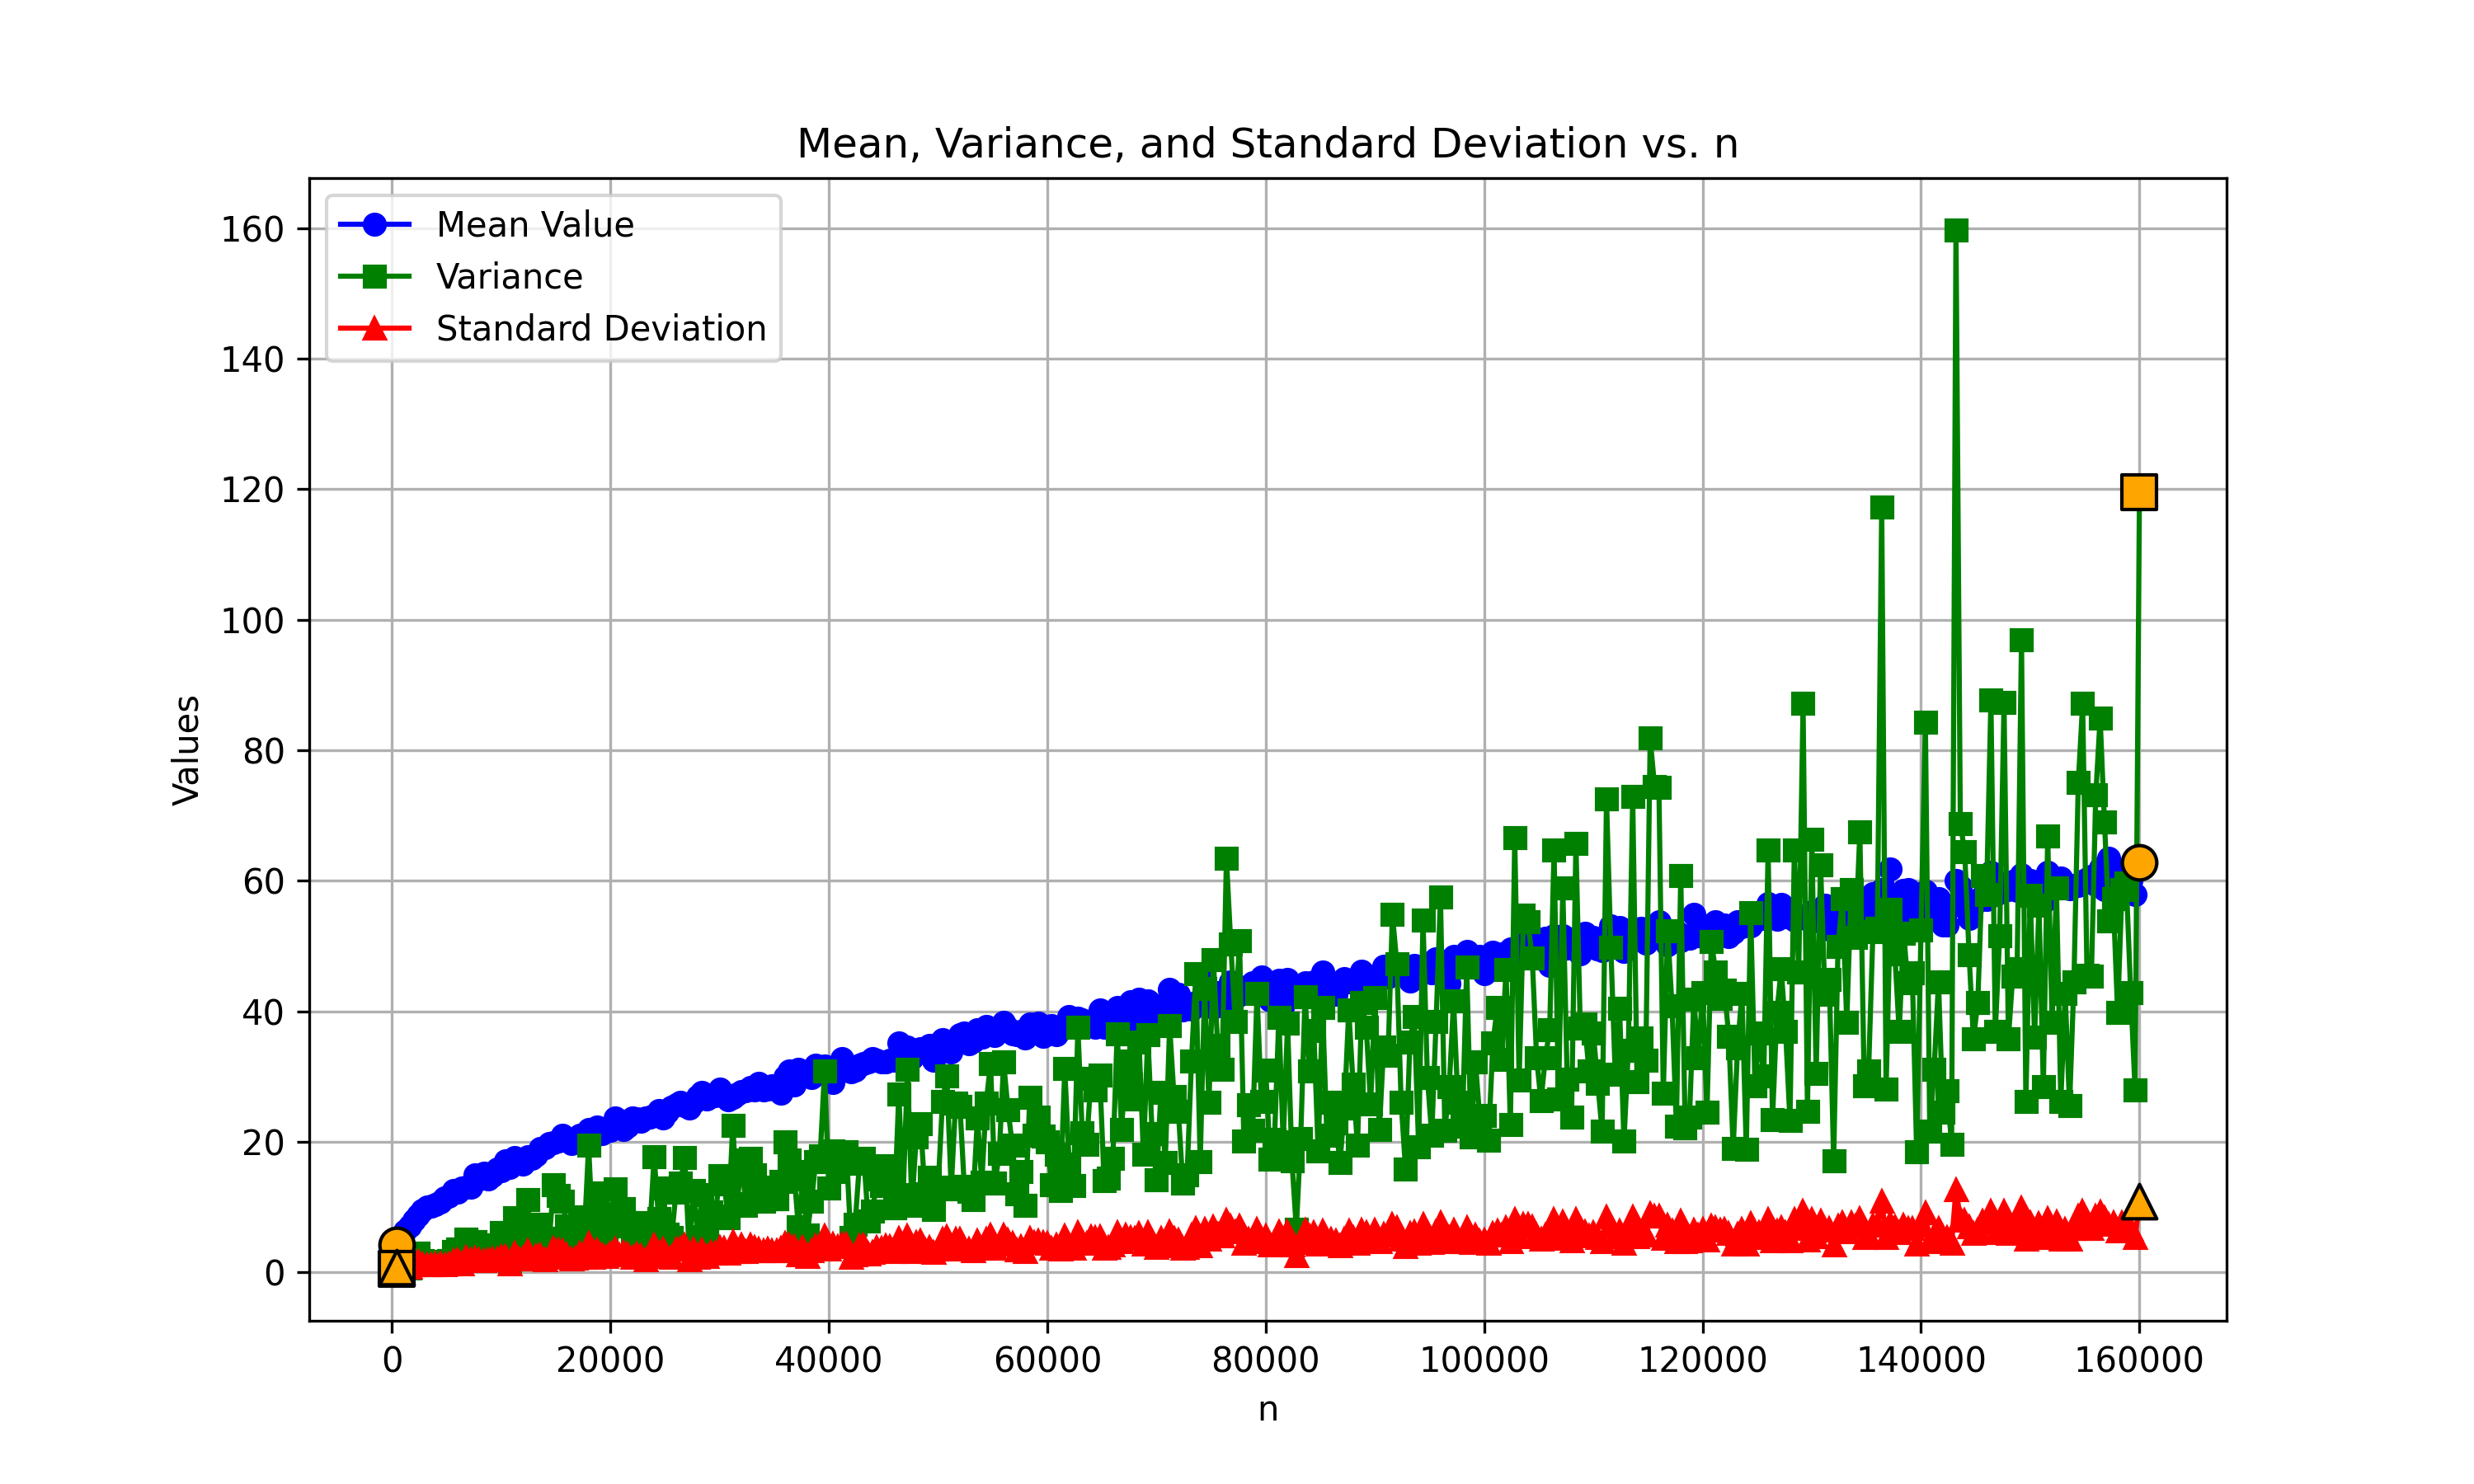 Mean, Variance, and Standard Deviation vs. n
Mean Value
Variance
Standard Deviation
160
140
120
100
80
60
40
20
0
Values
0 20000 40000 60000 80000 100000 120000 140000 160000
n